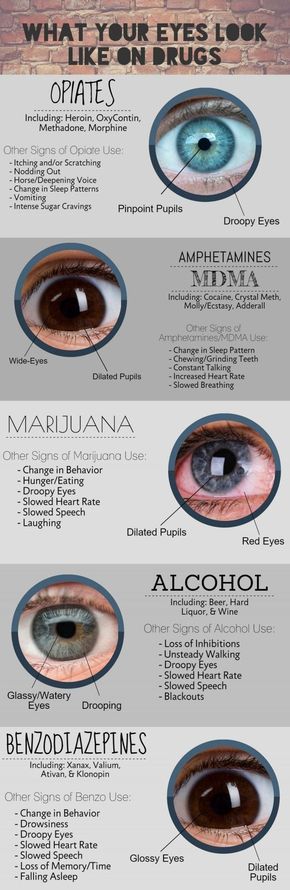 WHAT YOUR EYES LOOK
LIKE ON DRUGS
OPIATES
Including: Heroin, OxyContin,
Methadone, Morphine
Other Signs of Opiate Use:
- Itching and/or Scratching
- Nodding Out
- Horse/Deepening Voice
- Change in Sleep Patterns
- Vomiting
- Intense Sugar Cravings
Pinpoint Pupils
Droopy Eyes
AMPHETAMINES
MDMA
Including: Cocaine, Crystal Meth,
Molly/Ecstasy, Adderall
Other Signs of
Amphetamines/MDMA Use:
- Change in Sleep Pattern
- Chewing/Grinding Teeth
- Constant Talking
- Increased Heart Rate
- Slowed Breathing
Wide-Eyes
Dilated Pupils
MARIJUANA
Other Signs of Marijuana Use:
- Change in Behavior
- Hunger/Eating
- Droopy Eyes
- Slowed Heart Rate
- Slowed Speech
- Laughing
Dilated Pupils
Red Eyes
ALCOHOL
Including: Beer, Hard
Liquor, & Wine
Other Signs of Alcohol Use:
- Loss of Inhibitions
- Unsteady Walking
- Droopy Eyes
- Slowed Heart Rate
- Slowed Speech
- Blackouts
Glassy/Watery
Eyes
Drooping
BENZODIAZEPINES
Including: Xanax, Valium,
Ativan, & Klonopin
Other Signs of Benzo Use:
- Change in Behavior
- Drowsiness
- Droopy Eyes
- Slowed Heart Rate
- Slowed Speech
- Loss of Memory/Time
- Falling Asleep
Glossy Eyes
Dilated
Pupils